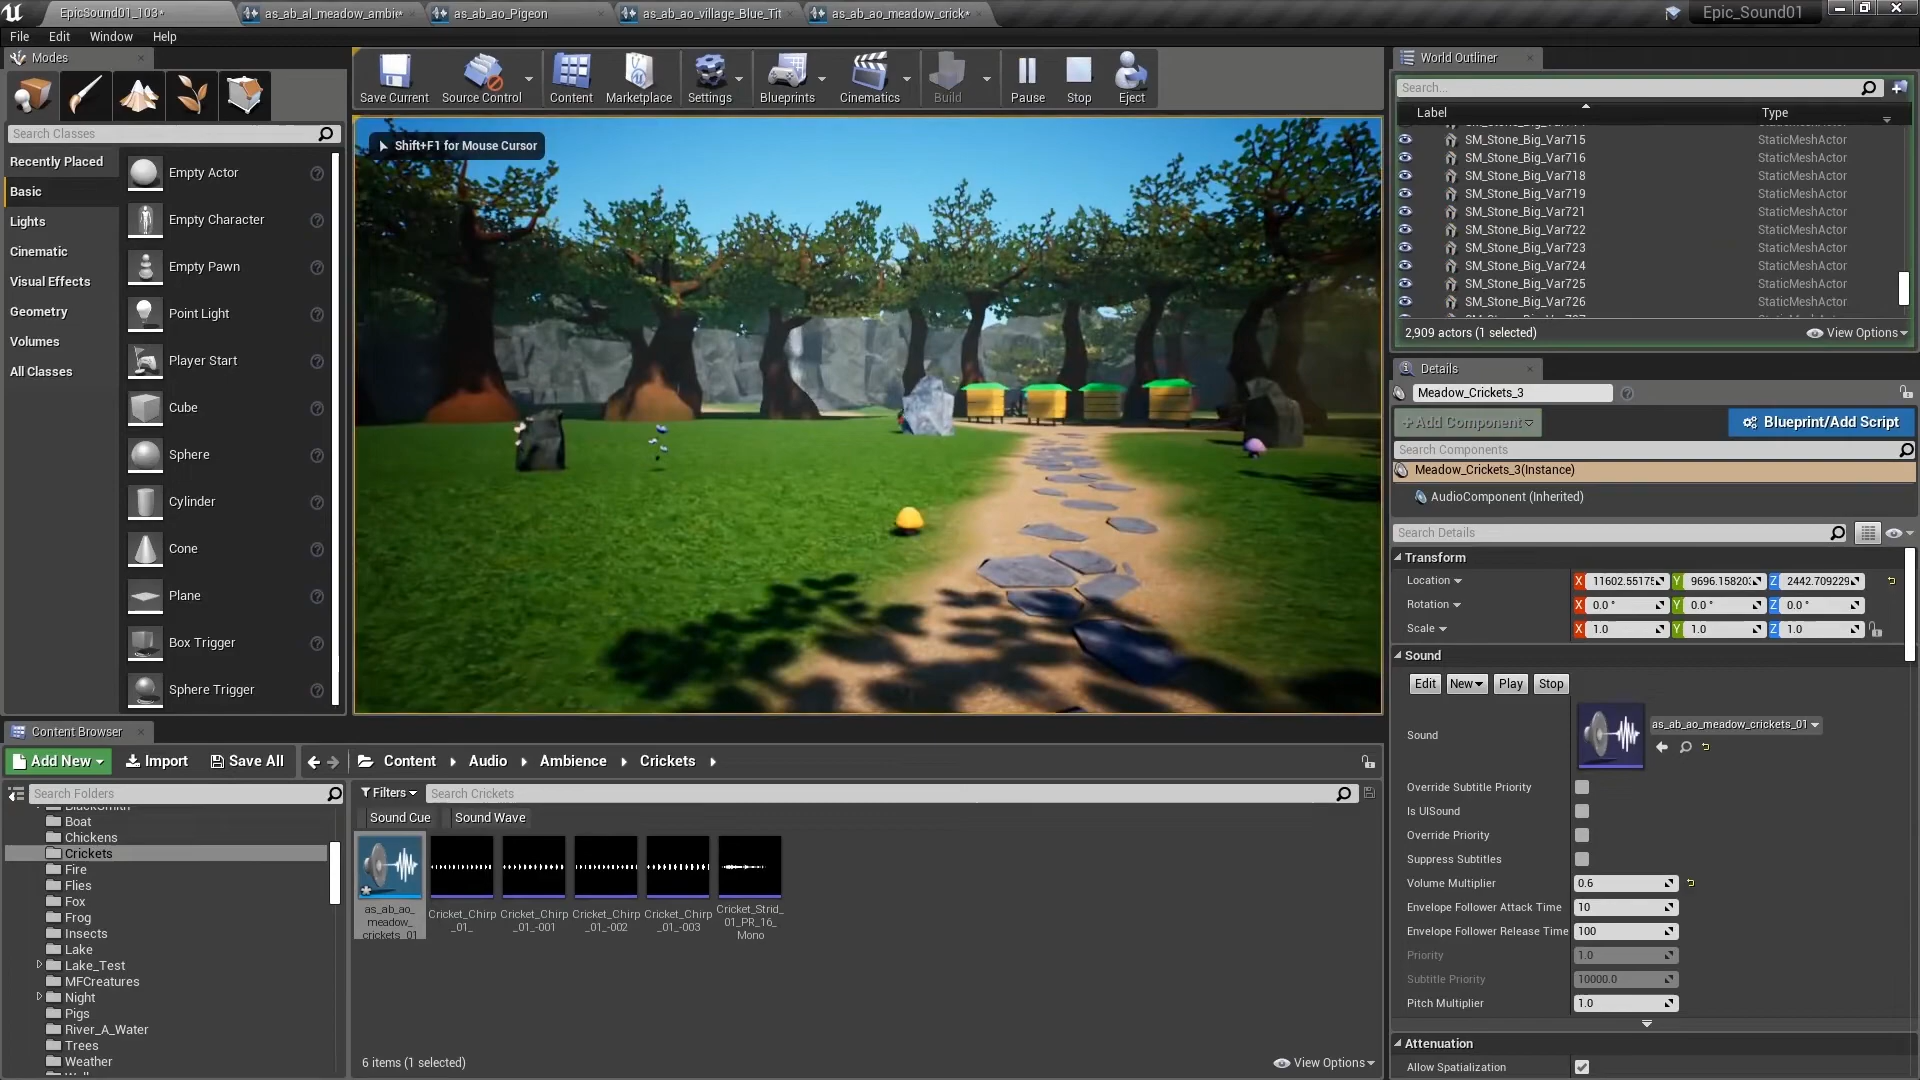 EpicSound01_103*
as_ab_al_meadow_ambie*
as_ab_ao_Pigeon
as_ab_ao_village_Blue_Tit
as_ab_ao_meadow_crick*
Epic_Sound01
File
Edit
Window
Help
Modes
Save Current
Source Control
Content
Marketplace
Settings
Blueprints
Cinematics
Build
Pause
Stop
Eject
Search Classes
Recently Placed
Basic
Lights
Cinematic
Visual Effects
Geometry
Volumes
All Classes
Empty Actor
Empty Character
Empty Pawn
Point Light
Player Start
Cube
Sphere
Cylinder
Cone
Plane
Box Trigger
Sphere Trigger
Shift+F1 for Mouse Cursor
World Outliner
Search...
Label
Type
SM_Stone_Big_Var715 StaticMeshActor
SM_Stone_Big_Var716 StaticMeshActor
SM_Stone_Big_Var718 StaticMeshActor
SM_Stone_Big_Var719 StaticMeshActor
SM_Stone_Big_Var721 StaticMeshActor
SM_Stone_Big_Var722 StaticMeshActor
SM_Stone_Big_Var723 StaticMeshActor
SM_Stone_Big_Var724 StaticMeshActor
SM_Stone_Big_Var725 StaticMeshActor
SM_Stone_Big_Var726 StaticMeshActor
2,909 actors (1 selected)
View Options
Details
Meadow_Crickets_3
+Add Component
Blueprint/Add Script
Search Components
Meadow_Crickets_3(Instance)
AudioComponent (Inherited)
Search Details
Transform
Location X 11602.5517 Y 9696.15820 Z 2442.709229
Rotation X 0.0 ° Y 0.0 ° Z 0.0 °
Scale X 1.0 Y 1.0 Z 1.0
Sound
Edit New Play Stop
Sound
as_ab_ao_meadow_crickets_01
Override Subtitle Priority
Is UISound
Override Priority
Suppress Subtitles
Volume Multiplier 0.6
Envelope Follower Attack Time 10
Envelope Follower Release Time 100
Priority 1.0
Subtitle Priority 10000.0
Pitch Multiplier 1.0
Attenuation
Allow Spatialization
Content Browser
Add New
Import
Save All
Content
Audio
Ambience
Crickets
Search Folders
Filters
Search Crickets
Sound Cue
Sound Wave
BlackSmith
Boat
Chickens
Crickets
Fire
Flies
Fox
Frog
Insects
Lake
Lake_Test
MFCreatures
Night
Pigs
River_A_Water
Trees
Weather
as_ab_ao_
meadow_
crickets_01
Cricket_Chirp
_01_
Cricket_Chirp
_01_-001
Cricket_Chirp
_01_-002
Cricket_Chirp
_01_-003
Cricket_Strid_
01_PR_16_
Mono
6 items (1 selected)
View Options